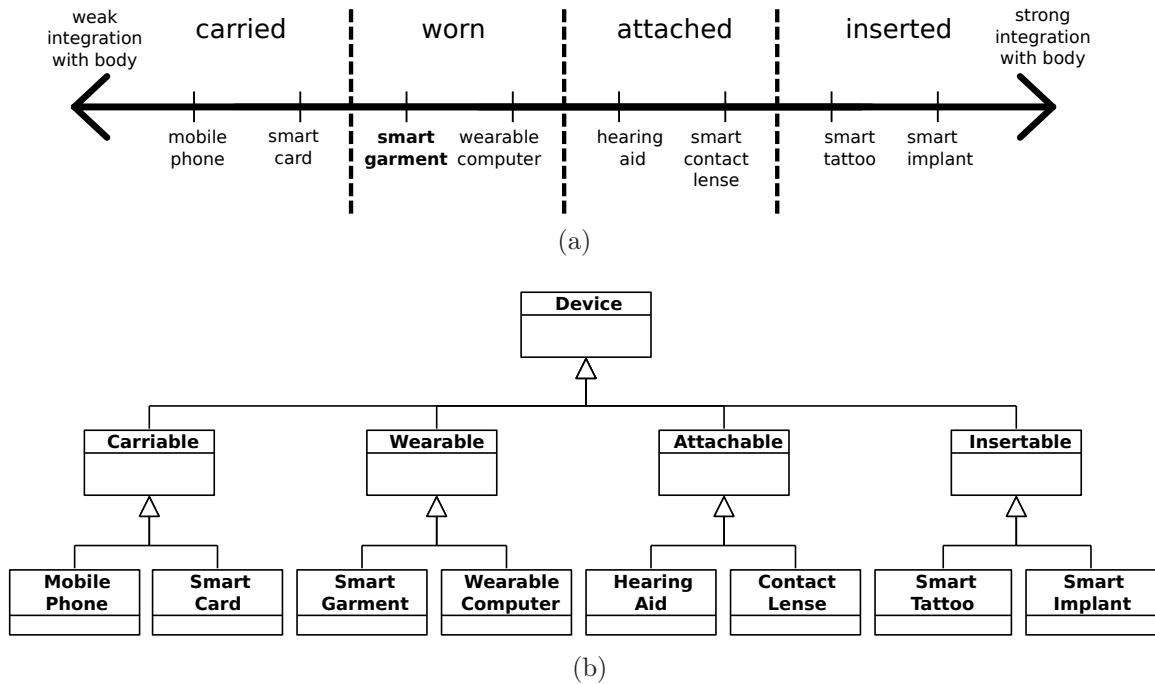 weak
integration
with body
carried
worn
attached
inserted
strong
integration
with body
mobile
phone
smart
card
smart
garment
wearable
computer
hearing
aid
smart
contact
lense
smart
tattoo
smart
implant
(a)
Device
Carriable
Wearable
Attachable
Insertable
Mobile
Phone
Smart
Card
Smart
Garment
Wearable
Computer
Hearing
Aid
Contact
Lense
Smart
Tattoo
Smart
Implant
(b)